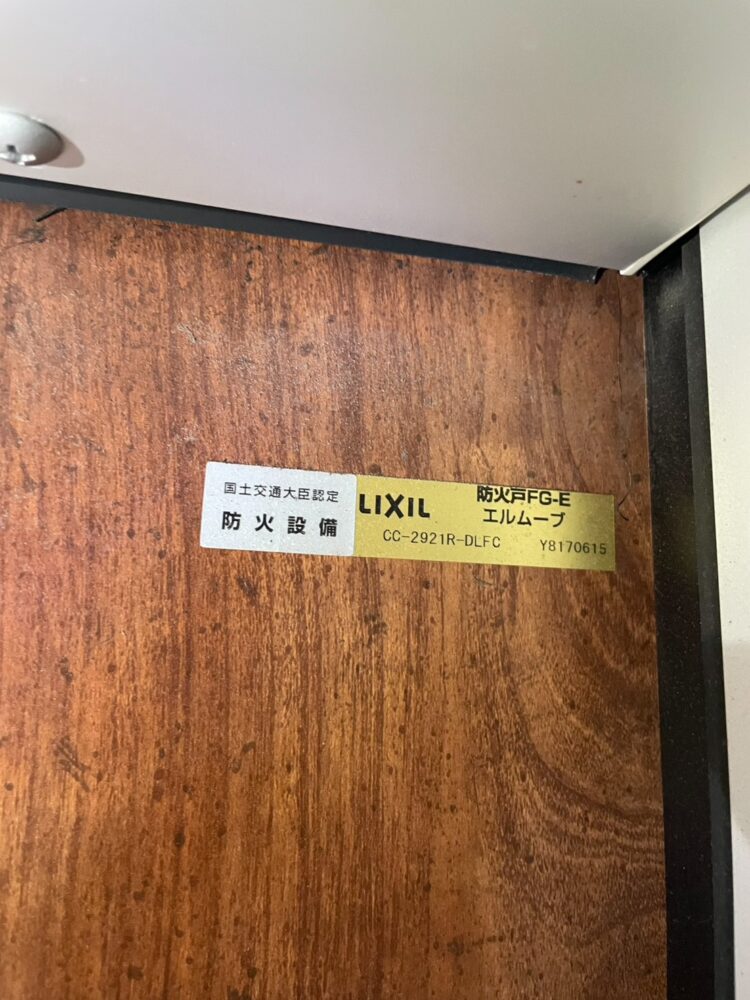 国土交通大臣認定
防火設備
LIXIL
防火戸FG-E
エルムーブ
CC-2921R-DLFC Y8170615